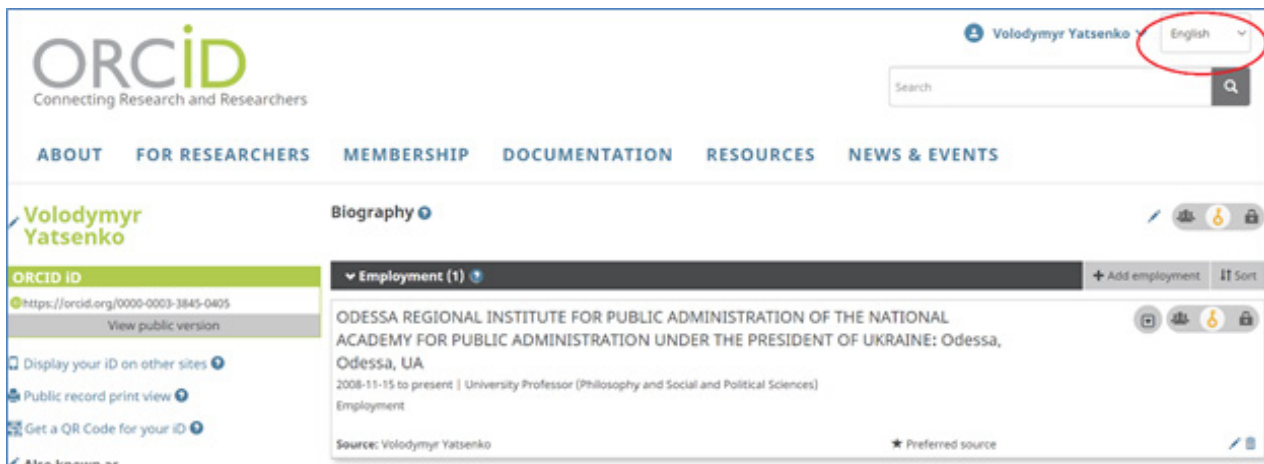 Volodymyr Yatsenko
English
ORCiD
Connecting Research and Researchers
Search
ABOUT FOR RESEARCHERS MEMBERSHIP DOCUMENTATION RESOURCES NEWS & EVENTS
Volodymyr
Yatsenko
ORCID iD
https://orcid.org/0000-0003-3845-0405
View public version
Display your iD on other sites
Public record print view
Get a QR Code for your iD
Also known as
Biography
Employment (1)
+ Add employment
Sort
ODESSA REGIONAL INSTITUTE FOR PUBLIC ADMINISTRATION OF THE NATIONAL
ACADEMY FOR PUBLIC ADMINISTRATION UNDER THE PRESIDENT OF UKRAINE: Odessa,
Odessa, UA
2008-11-15 to present | University Professor (Philosophy and Social and Political Sciences)
Employment
Source: Volodymyr Yatsenko
Preferred source